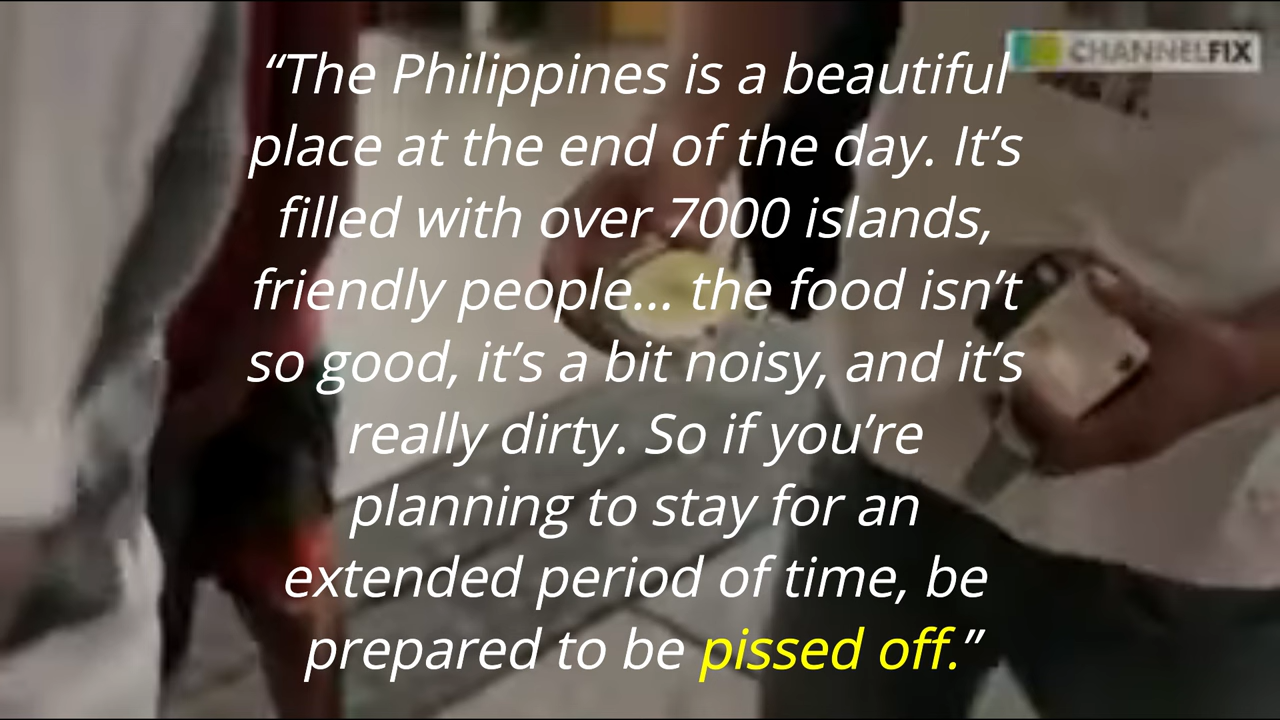 “The Philippines is a beautiful
CHANNELFIX
place at the end of the day. It’s
filled with over 7000 islands,
friendly people... the food isn’t
so good, it’s a bit noisy, and it’s
really dirty. So if you’re
planning to stay for an
extended period of time, be
prepared to be pissed off.”